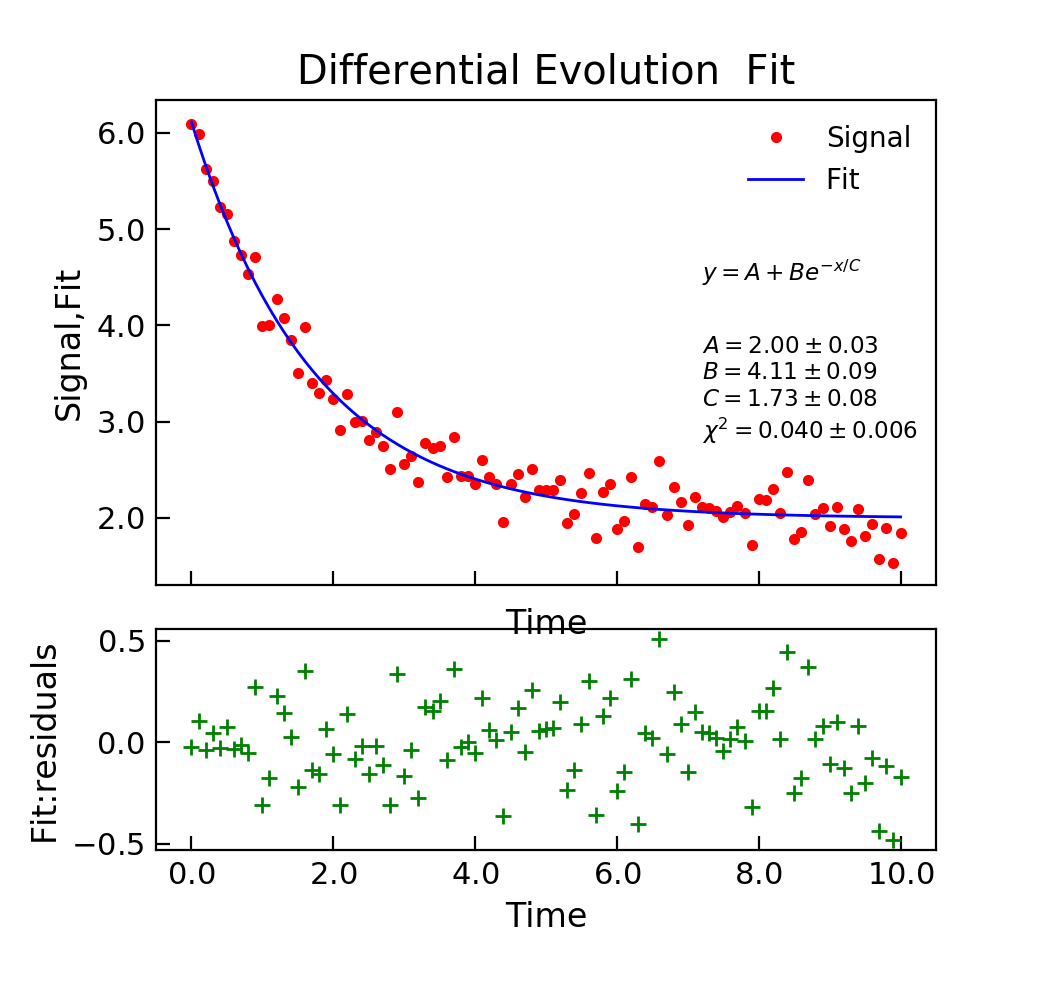 Differential Evolution  Fit
6.0
5.0
4.0
3.0
2.0
Signal,Fit
Signal
Fit
y = A + Be^{−x/C}
A = 2.00 ± 0.03
B = 4.11 ± 0.09
C = 1.73 ± 0.08
χ² = 0.040 ± 0.006
Time
0.5
0.0
−0.5
Fit:residuals
0.0 2.0 4.0 6.0 8.0 10.0
Time